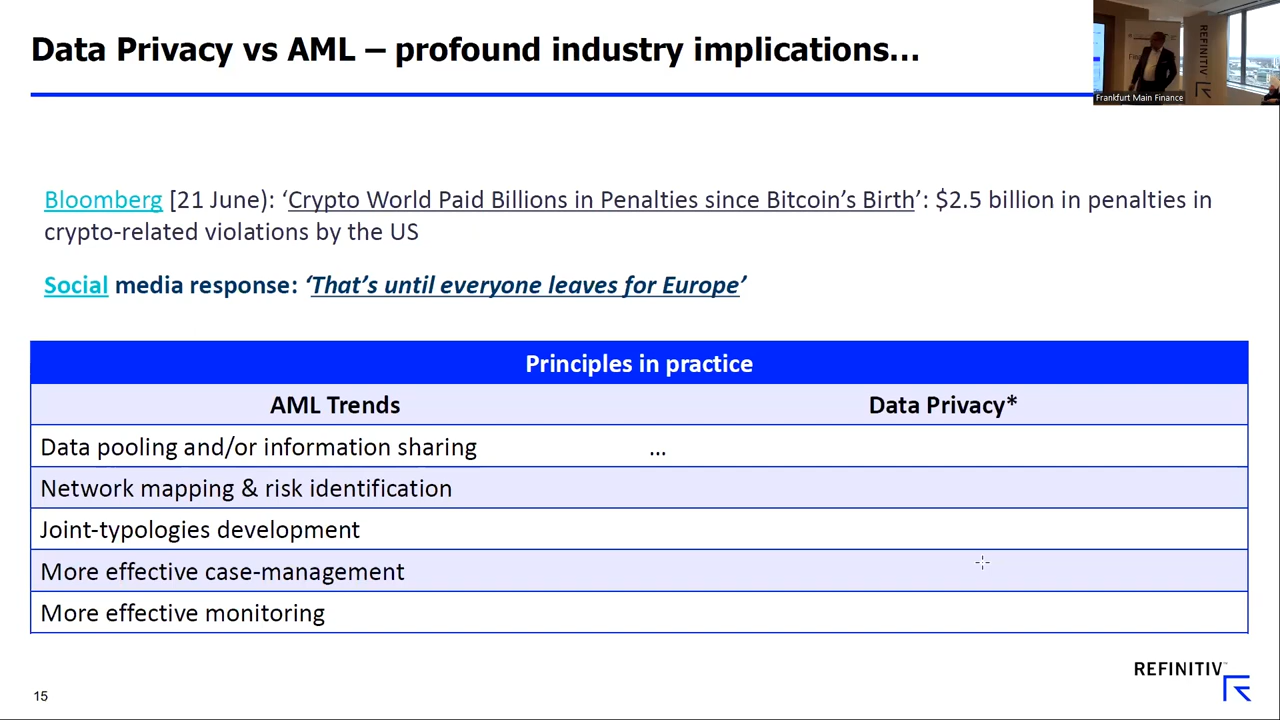 Data Privacy vs AML – profound industry implications…
REFINITIV
Frankfurt Main Finance
Bloomberg [21 June): ‘Crypto World Paid Billions in Penalties since Bitcoin’s Birth’: $2.5 billion in penalties in
crypto-related violations by the US
Social media response: ‘That’s until everyone leaves for Europe’
Principles in practice
AML Trends Data Privacy*
Data pooling and/or information sharing …
Network mapping & risk identification
Joint-typologies development
More effective case-management
More effective monitoring
REFINITIV
15